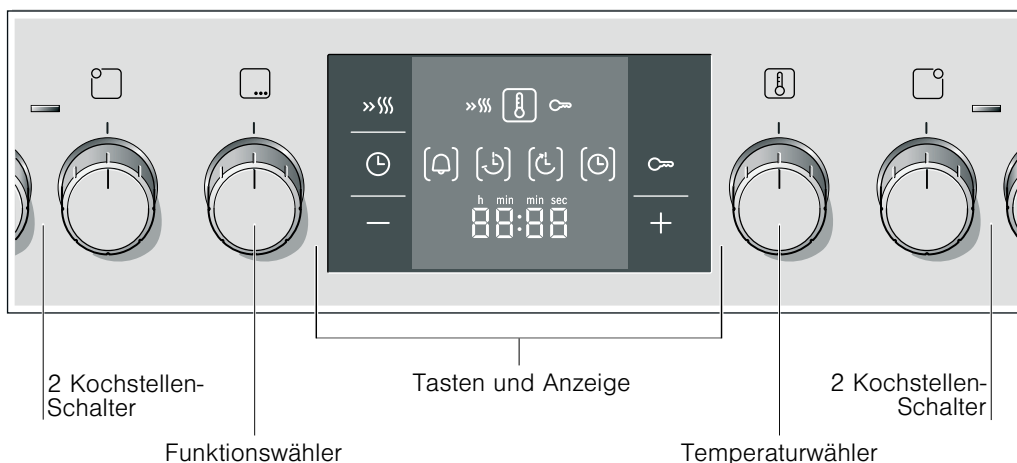 h min min sec
88:88
2 Kochstellen-
Schalter
Tasten und Anzeige
2 Kochstellen-
Schalter
Funktionswähler
Temperaturwähler